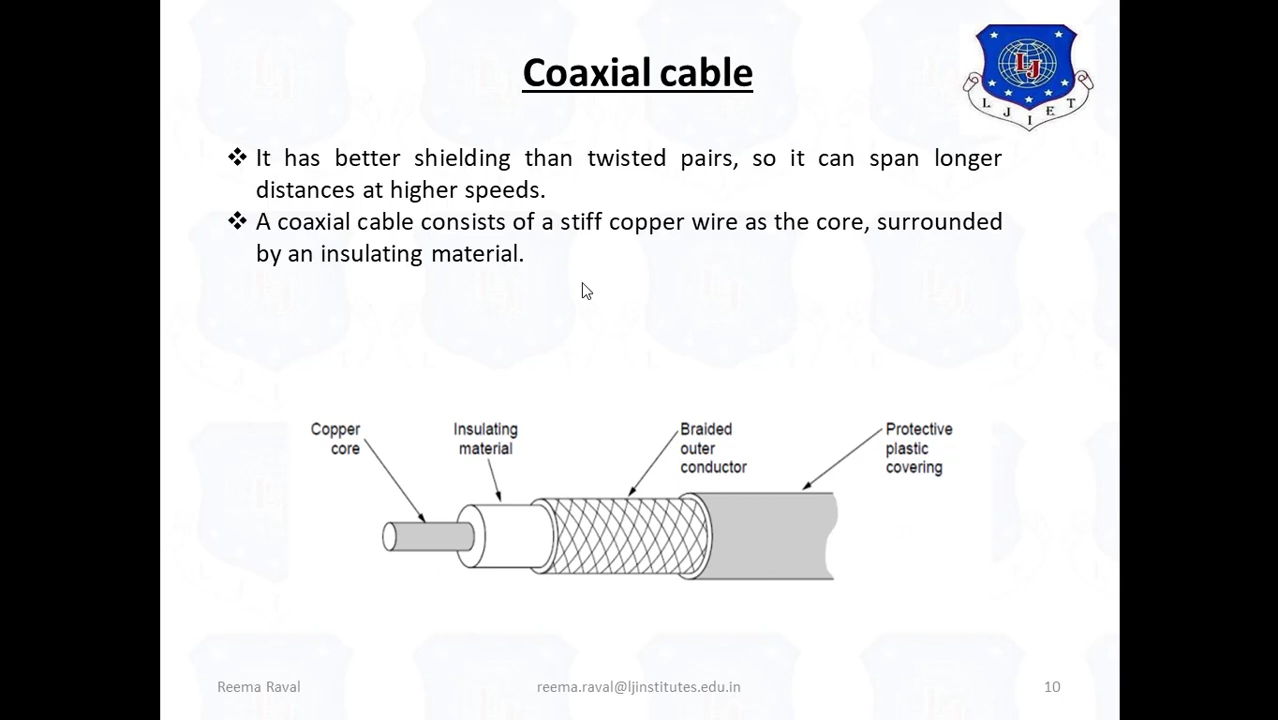 Coaxial cable
LJ
L J I E T
❖ It has better shielding than twisted pairs, so it can span longer
distances at higher speeds.
❖ A coaxial cable consists of a stiff copper wire as the core, surrounded
by an insulating material.
Copper
core
Insulating
material
Braided
outer
conductor
Protective
plastic
covering
Reema Raval
reema.raval@ljinstitutes.edu.in
10